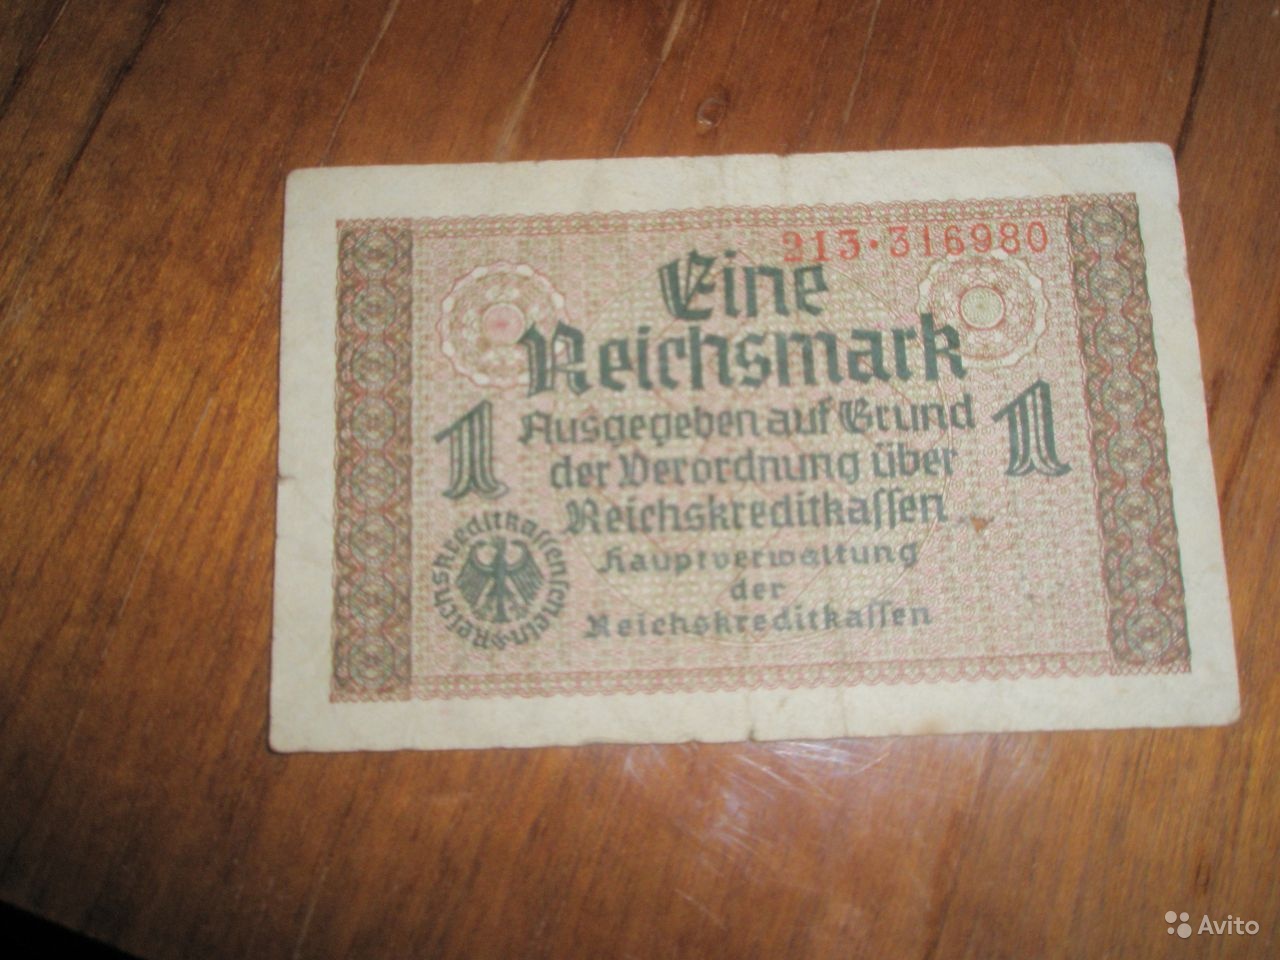 213·316980
Eine
Reichsmark
1 Ausgegeben auf Grund 1
der Verordnung über
Reichskreditkassen
Hauptverwaltung
der
Reichskreditkassen
Reichskreditkassenschein
Avito